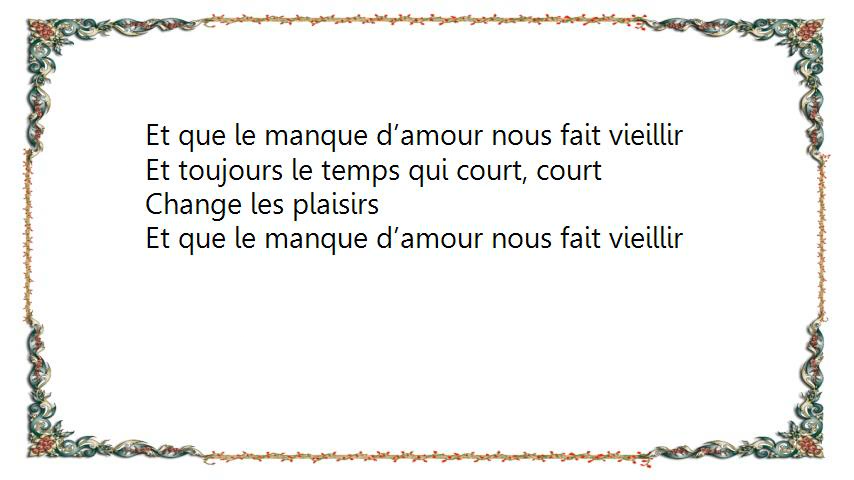 Et que le manque d’amour nous fait vieillir
Et toujours le temps qui court, court
Change les plaisirs
Et que le manque d’amour nous fait vieillir